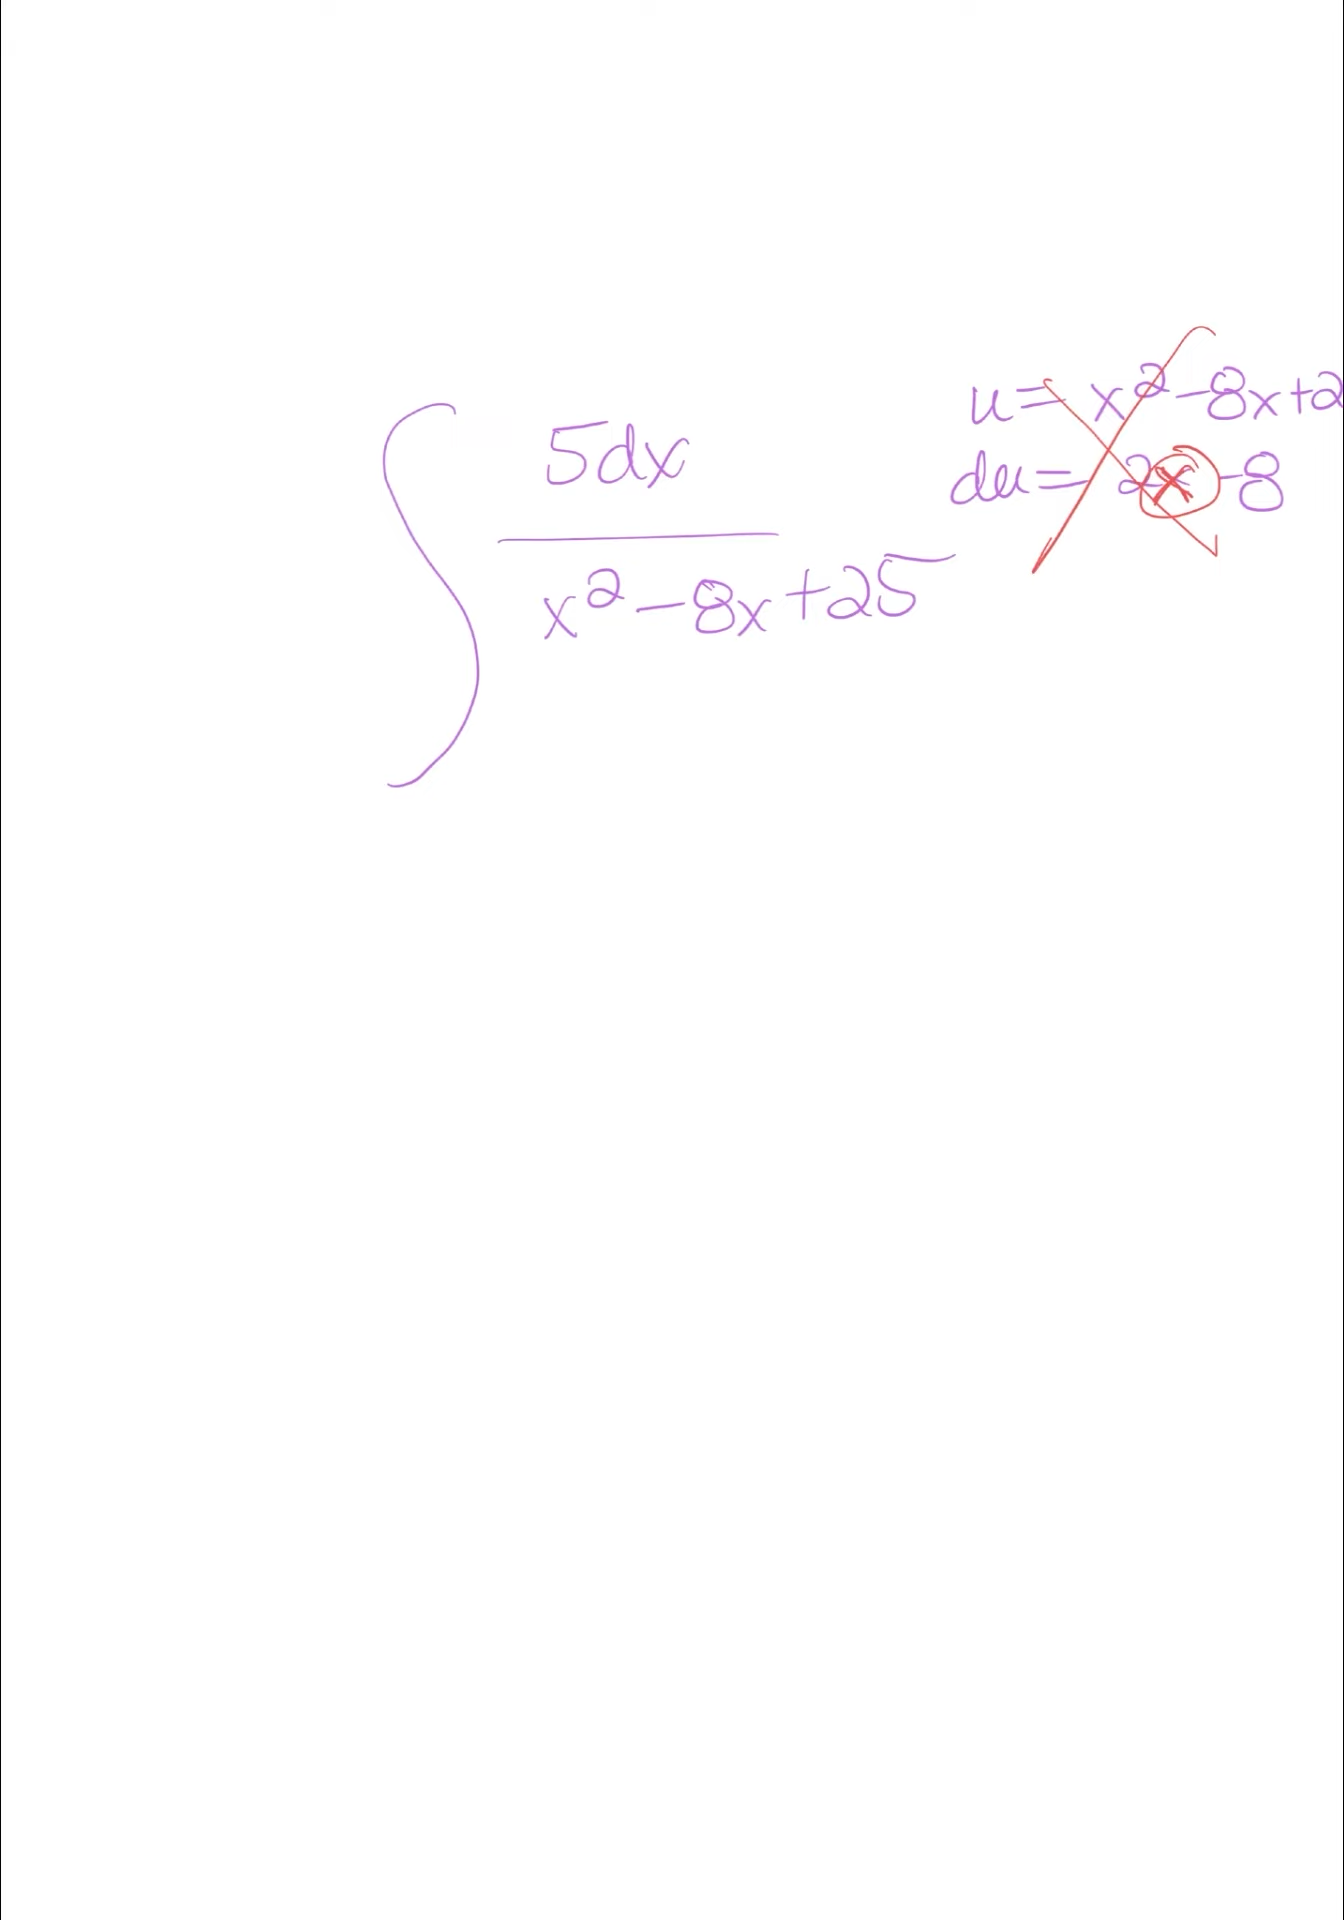 ∫ 5dx / x² - 8x + 25
u = x² - 8x + 2
du = 2x - 8